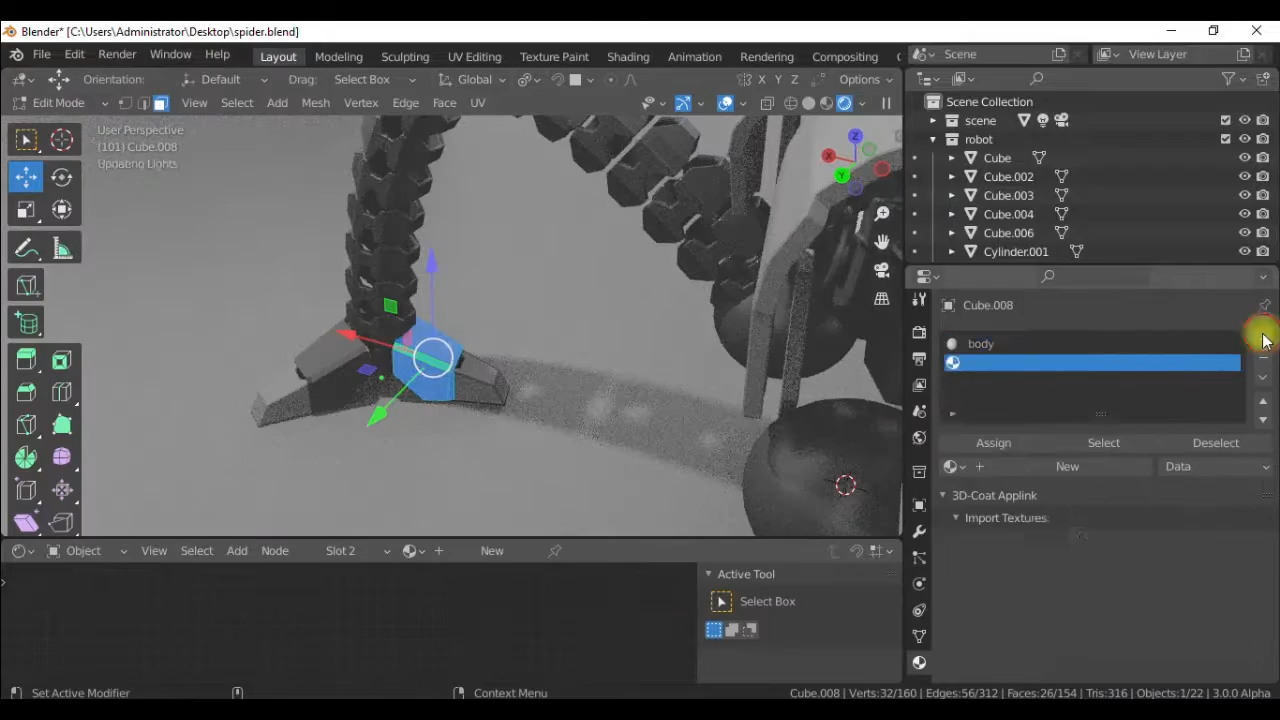 Blender* [C:\Users\Administrator\Desktop\spider.blend]
File Edit Render Window Help Layout Modeling Sculpting UV Editing Texture Paint Shading Animation Rendering Compositing Scene View Layer
Orientation: Default Drag: Select Box Global X Y Z Options
Edit Mode View Select Add Mesh Vertex Edge Face UV
Scene Collection
scene
robot
Cube
Cube.002
Cube.003
Cube.004
Cube.006
Cylinder.001
User Perspective
(101) Cube.008
Updating Lights
Z
X
Y
Cube.008
body
Assign Select Deselect
New Data
3D-Coat Applink
Import Textures:
Object View Select Add Node Slot 2 New
Active Tool
Select Box
Set Active Modifier Context Menu Cube.008 | Verts:32/160 | Edges:56/312 | Faces:26/154 | Tris:316 | Objects:1/22 | 3.0.0 Alpha